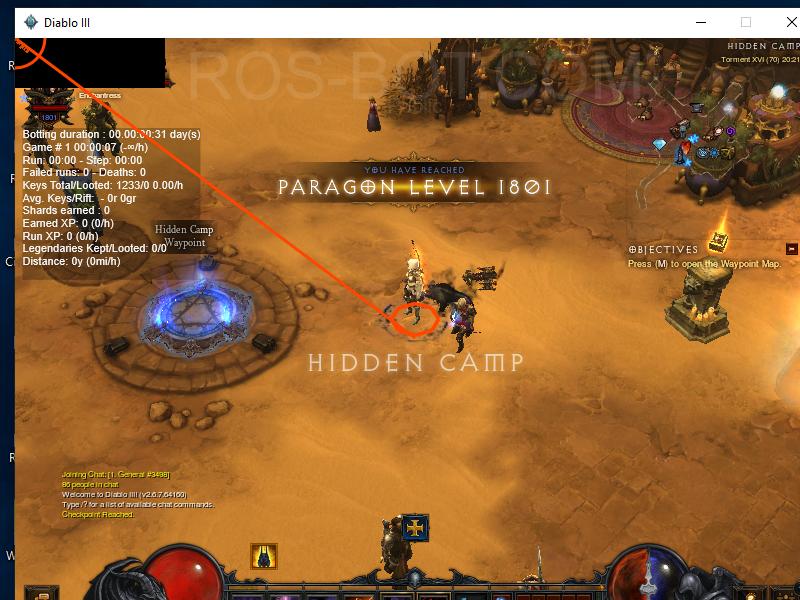 Diablo III
ROS-BOT.COM
HIDDEN CAMP
Torment XVI (70) 20:21
Enchantress
1801
Botting duration : 00.00:00:31 day(s)
Game # 1 00:00:07 (-∞/h)
Run: 00:00 - Step: 00:00
Failed runs: 0 - Deaths: 0
Keys Total/Looted: 1233/0 0.00/h
Avg. Keys/Rift: - 0r 0gr
Shards earned : 0
Earned XP: 0 (0/h)
Run XP: 0 (0/h)
Legendaries Kept/Looted: 0/0
Distance: 0y (0mi/h)
YOU HAVE REACHED
PARAGON LEVEL 1801
Hidden Camp
Waypoint
OBJECTIVES
Press (M) to open the Waypoint Map.
HIDDEN CAMP
Joining Chat: [1. General #3498]
86 people in chat
Welcome to Diablo III! (v2.6.7.64160)
Type /? for a list of available chat commands.
Checkpoint Reached.